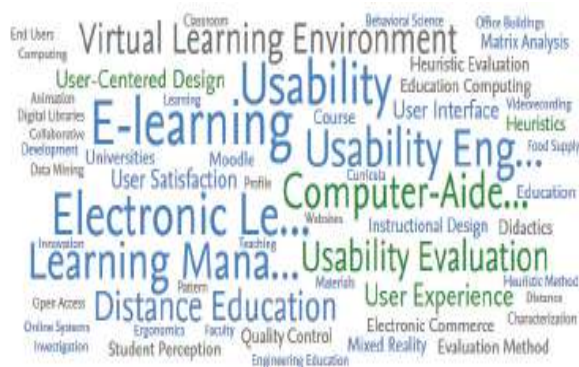 Classroom
Behavioral Science
Office Buildings
End Users
Virtual Learning Environment
Matrix Analysis
Computing
Heuristic Evaluation
User-Centered Design
Usability
Education Computing
Animation
Learning
E-learning
User Interface
Videorecording
Digital Libraries
Course
Heuristics
Collaborative
Development
Universities
Moodle
Usability Eng...
Food Supply
Data Mining
User Satisfaction
Profile
Curricula
Computer-Aide...
Education
Electronic Le...
Websites
Instructional Design
Didactics
Innovation
Teaching
Learning Mana...
Usability Evaluation
Pattern
Materials
Heuristic Method
Open Access
Distance Education
User Experience
Distance
Online Systems
Ergonomics
Faculty
Quality Control
Electronic Commerce
Characterization
Investigation
Student Perception
Mixed Reality
Evaluation Method
Engineering Education